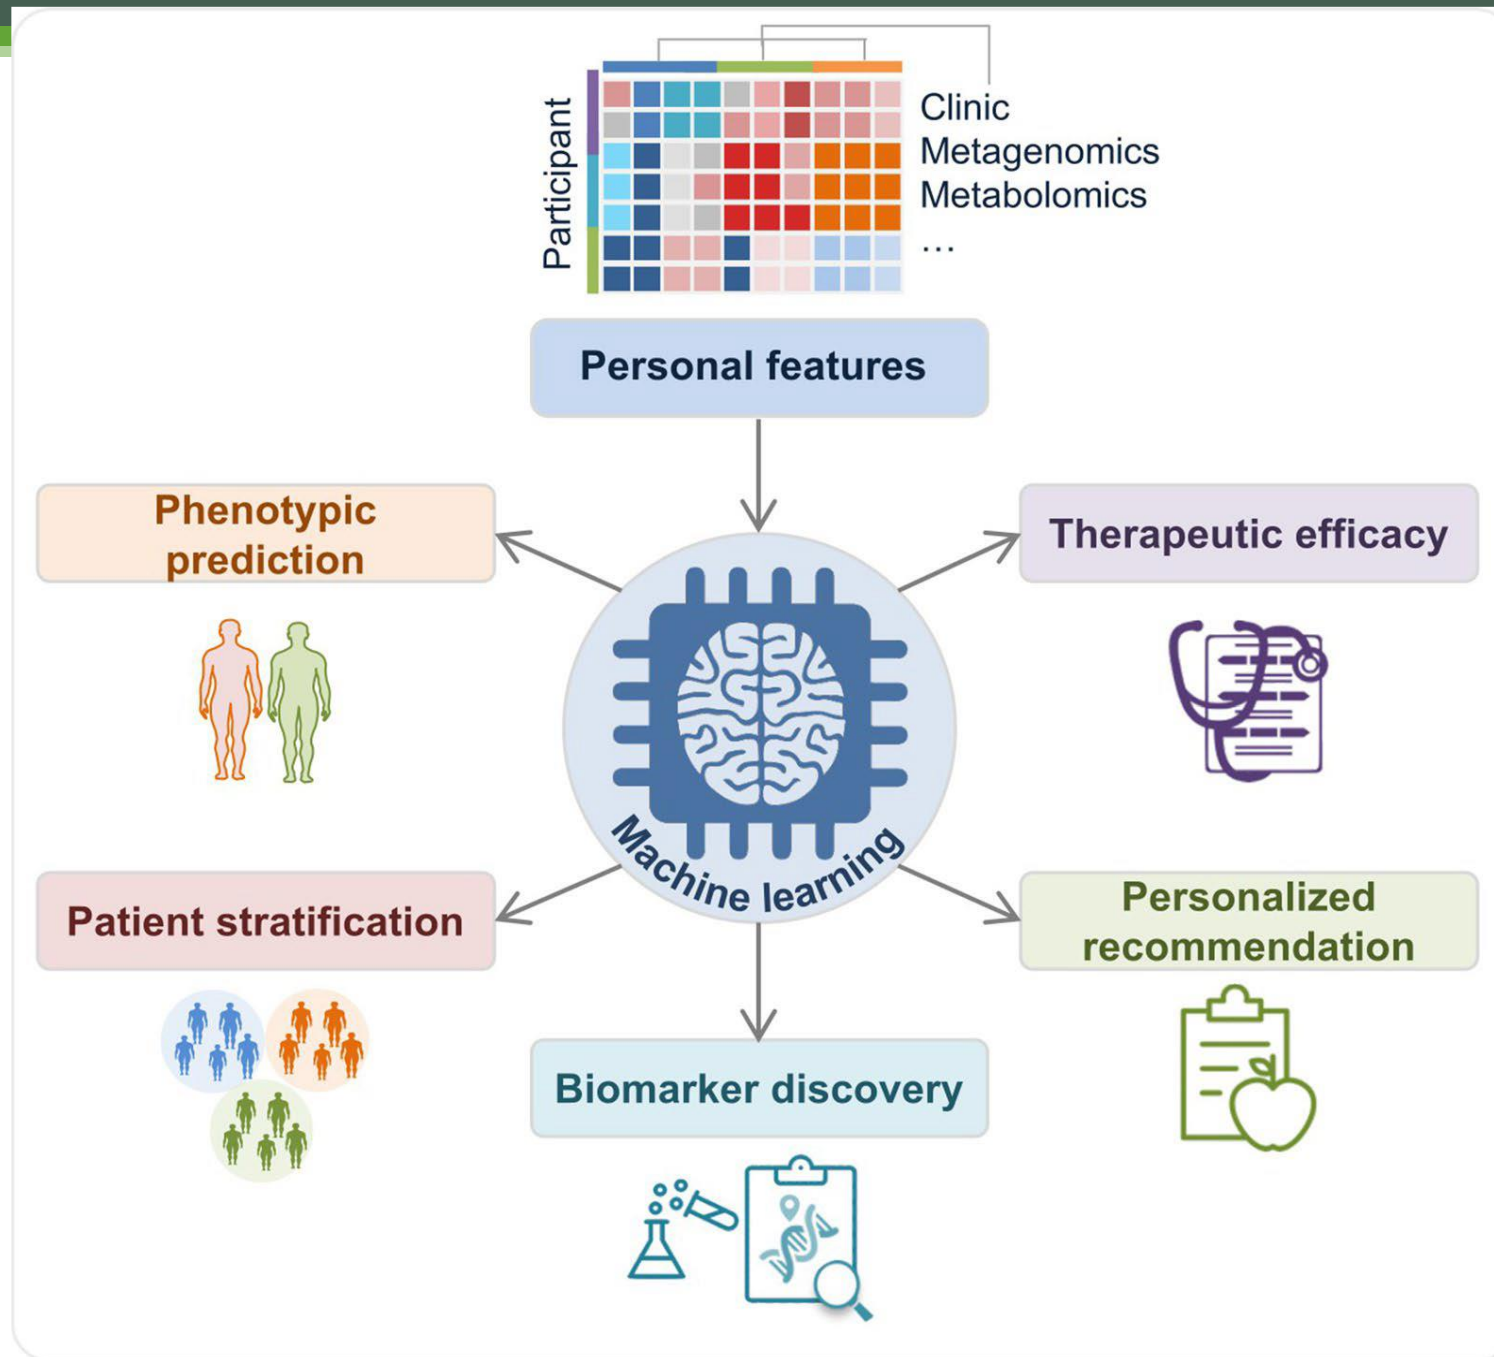 Participant
Clinic
Metagenomics
Metabolomics
...
Personal features
Phenotypic
prediction
Therapeutic efficacy
Machine learning
Patient stratification
Personalized
recommendation
Biomarker discovery